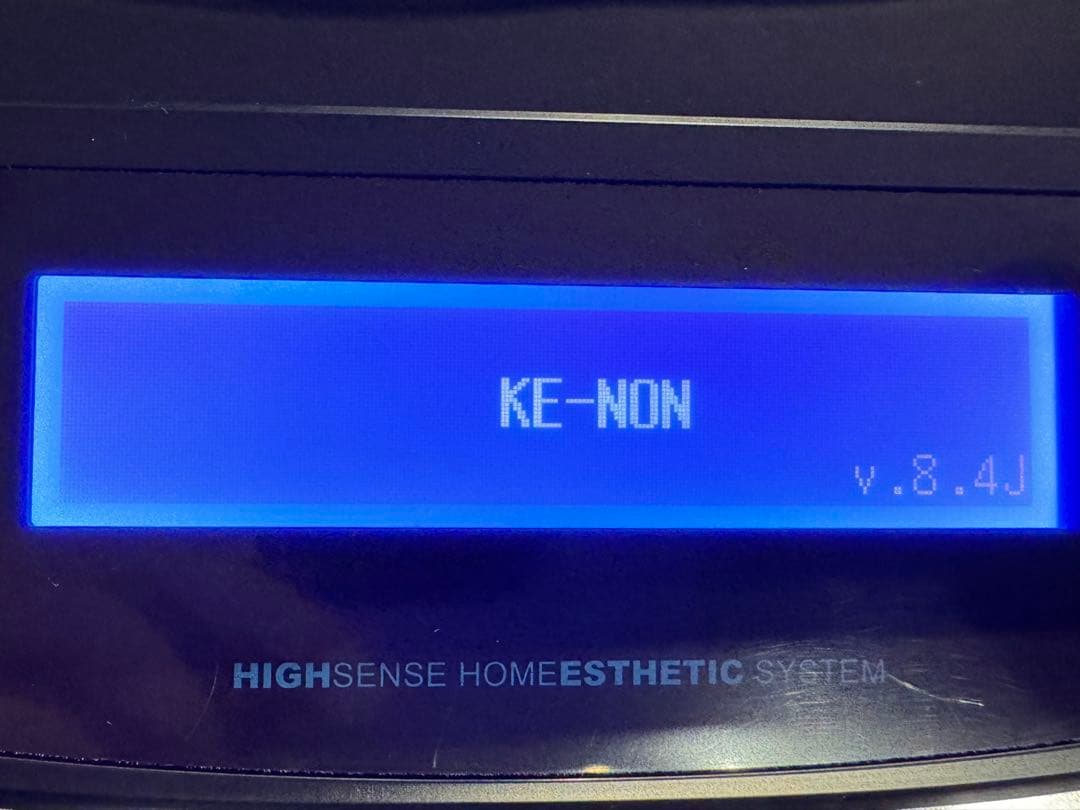 KE-NON
v.8.4J
HIGHSENSE HOMEESTHETIC SYSTEM